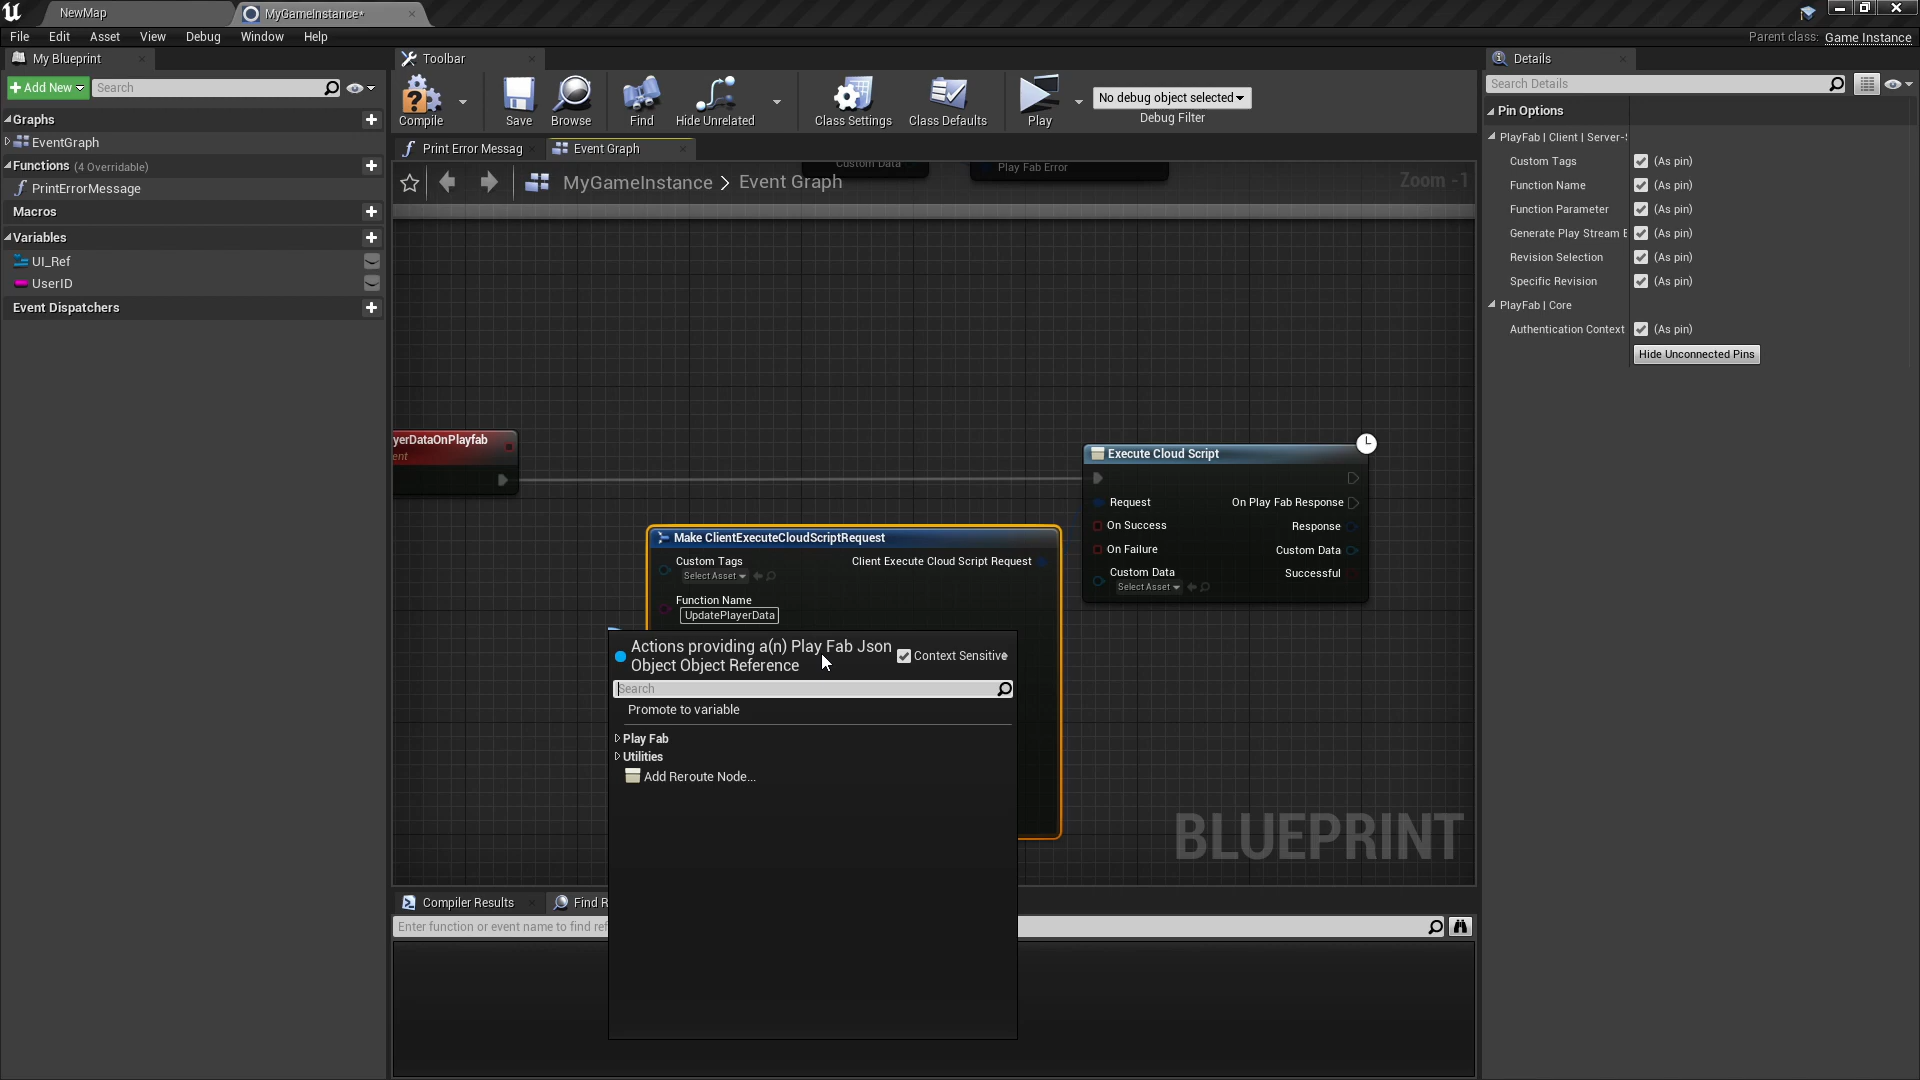 NewMap
MyGameInstance*
File Edit Asset View Debug Window Help
Parent class: Game Instance
My Blueprint
Add New
Search
Graphs
EventGraph
Functions (4 Overridable)
PrintErrorMessage
Macros
Variables
UI_Ref
UserID
Event Dispatchers
Toolbar
Compile
Save
Browse
Find
Hide Unrelated
Class Settings
Class Defaults
Play
No debug object selected
Debug Filter
Print Error Messag
Event Graph
Custom Data
Play Fab Error
MyGameInstance > Event Graph
Zoom -1
yerDataOnPlayfab
ent
Execute Cloud Script
Request
On Play Fab Response
On Success
Response
On Failure
Custom Data
Custom Data
Select Asset
Successful
Make ClientExecuteCloudScriptRequest
Custom Tags
Client Execute Cloud Script Request
Select Asset
Function Name
UpdatePlayerData
Actions providing a(n) Play Fab Json
Object Object Reference
Context Sensitive
Search
Promote to variable
Play Fab
Utilities
Add Reroute Node...
BLUEPRINT
Compiler Results
Find R
Enter function or event name to find ref
Details
Search Details
Pin Options
PlayFab | Client | Server-
Custom Tags (As pin)
Function Name (As pin)
Function Parameter (As pin)
Generate Play Stream E (As pin)
Revision Selection (As pin)
Specific Revision (As pin)
PlayFab | Core
Authentication Context (As pin)
Hide Unconnected Pins